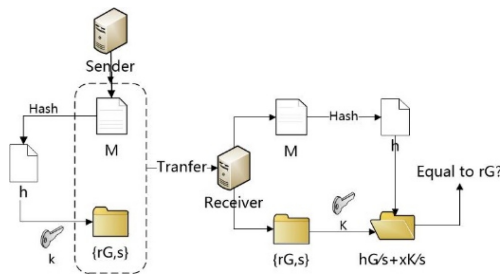 Sender
Hash
M
h
k
{rG,s}
Tranfer
Receiver
M
Hash
h
{rG,s}
K
hG/s+xK/s
Equal to rG?